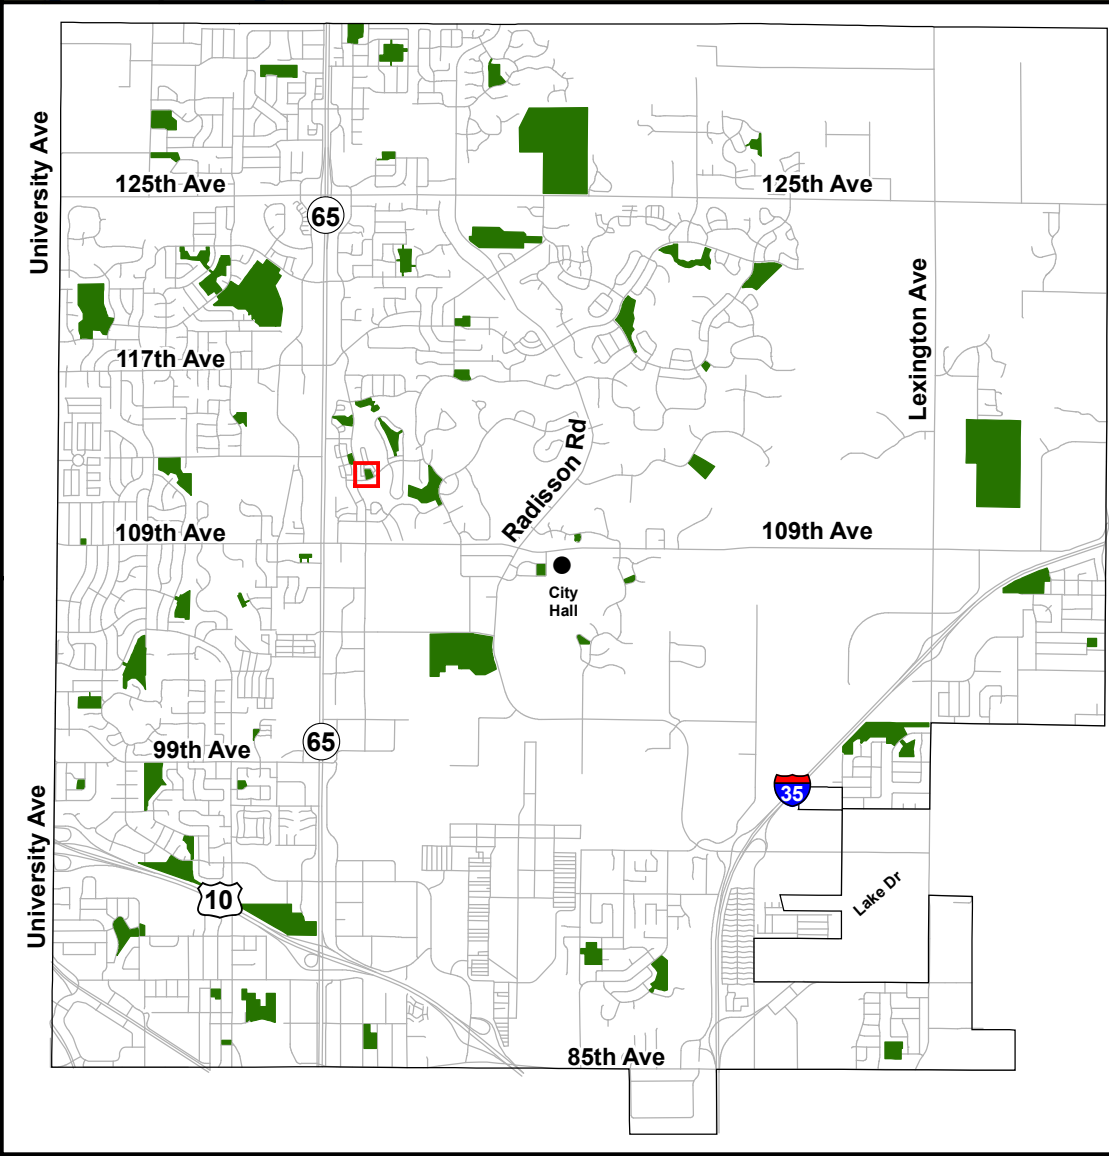 University Ave
125th Ave
125th Ave
65
Lexington Ave
117th Ave
Radisson Rd
109th Ave
109th Ave
City
Hall
99th Ave
65
35
University Ave
10
Lake Dr
85th Ave